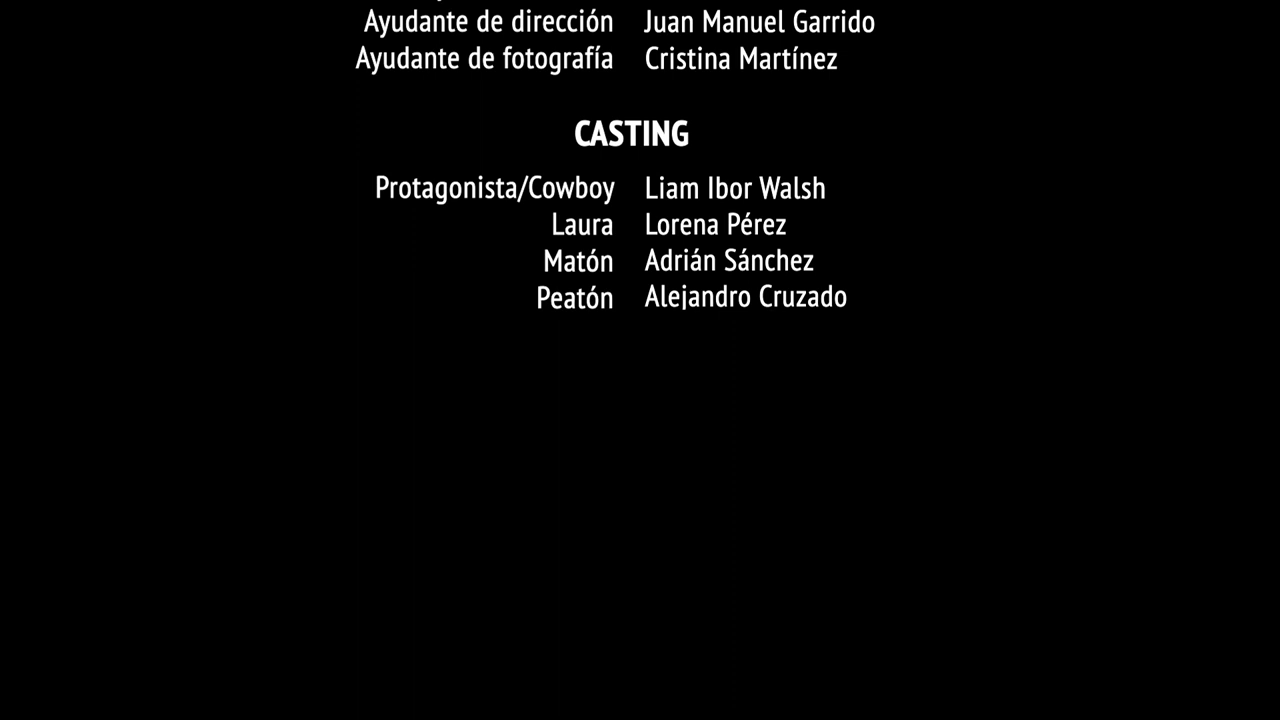 Ayudante de dirección Juan Manuel Garrido
Ayudante de fotografía Cristina Martínez
CASTING
Protagonista/Cowboy Liam Ibor Walsh
Laura Lorena Pérez
Matón Adrián Sánchez
Peatón Alejandro Cruzado